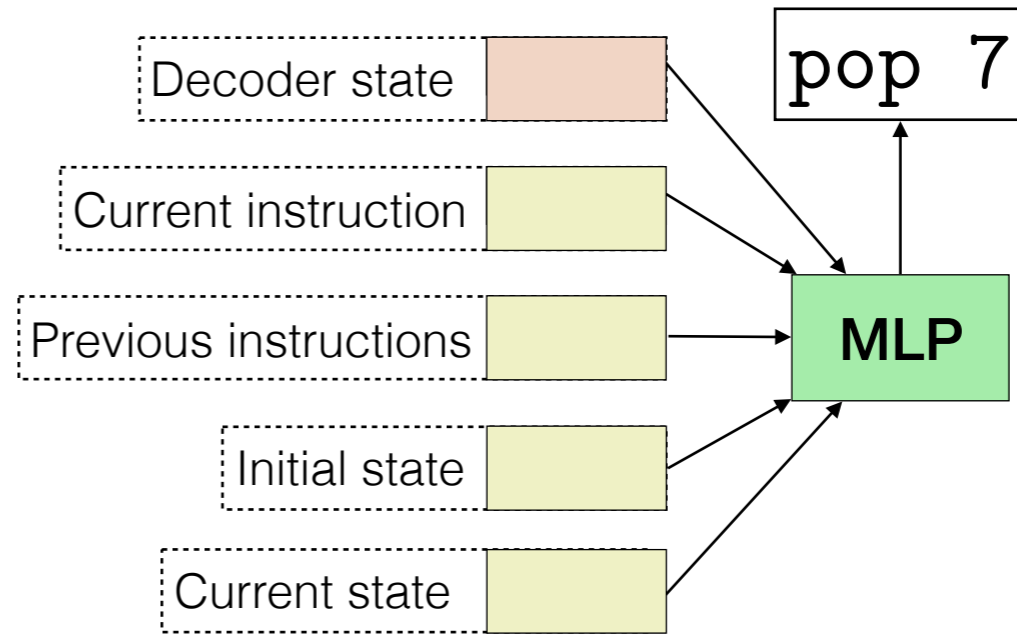 Decoder state
pop 7
Current instruction
Previous instructions
MLP
Initial state
Current state